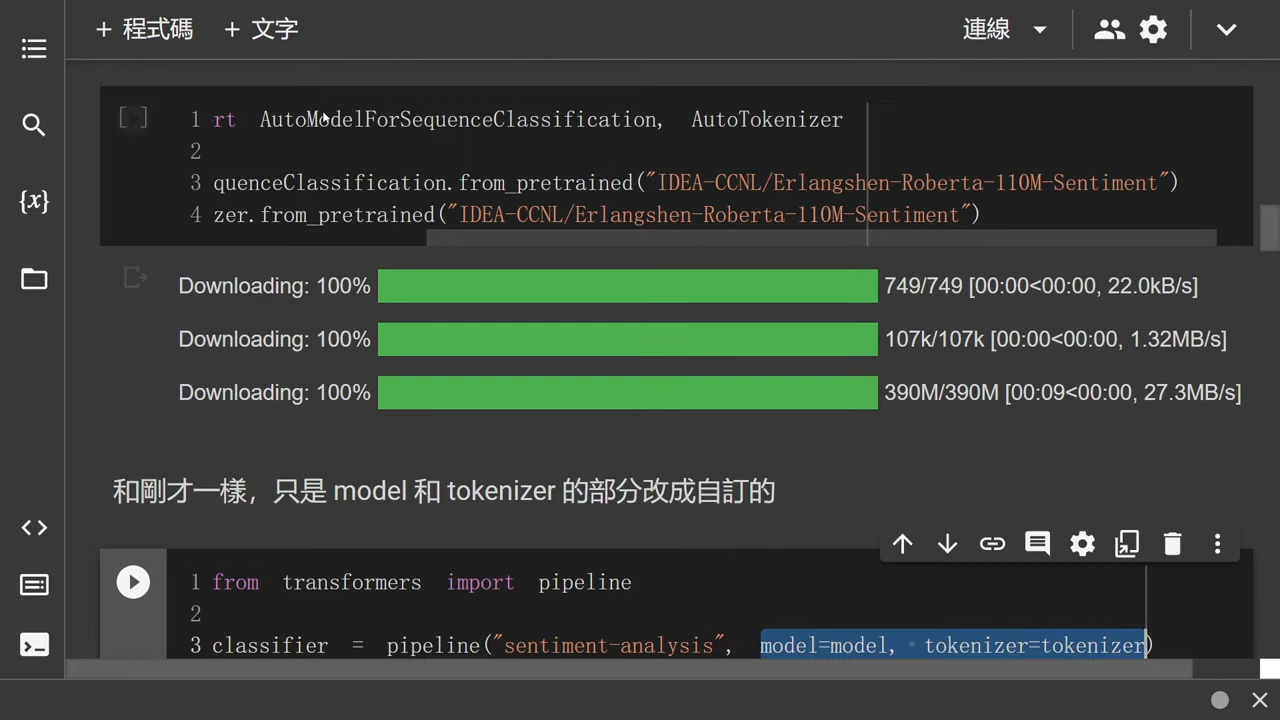 + 程式碼 + 文字 連線
[ ] 1 rt AutoModelForSequenceClassification, AutoTokenizer
2
3 quenceClassification.from_pretrained("IDEA-CCNL/Erlangshen-Roberta-110M-Sentiment")
4 zer.from_pretrained("IDEA-CCNL/Erlangshen-Roberta-110M-Sentiment")
{x}
Downloading: 100% 749/749 [00:00<00:00, 22.0kB/s]
Downloading: 100% 107k/107k [00:00<00:00, 1.32MB/s]
Downloading: 100% 390M/390M [00:09<00:00, 27.3MB/s]
和剛才一樣，只是 model 和 tokenizer 的部分改成自訂的
1 from transformers import pipeline
2
3 classifier = pipeline("sentiment-analysis", model=model, tokenizer=tokenizer)